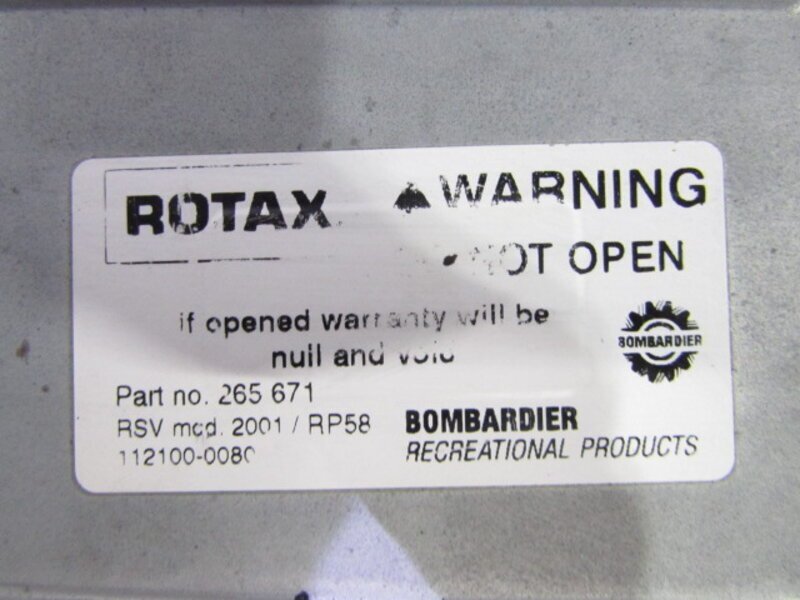 ROTAX
WARNING
NOT OPEN
if opened warranty will be
null and void
BOMBARDIER
Part no. 265 671
RSV mod. 2001 / RP58
112100-0080
BOMBARDIER
RECREATIONAL PRODUCTS